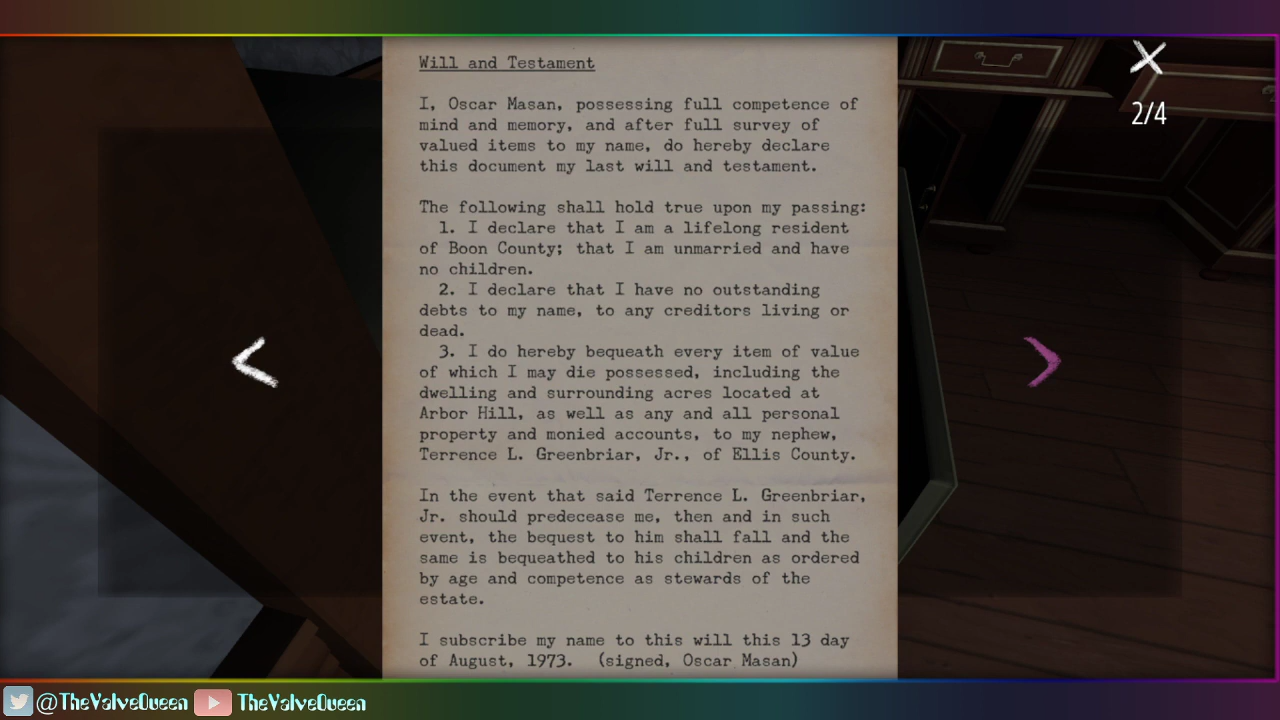 Will and Testament
I, Oscar Masan, possessing full competence of
mind and memory, and after full survey of
valued items to my name, do hereby declare
this document my last will and testament.
The following shall hold true upon my passing:
1. I declare that I am a lifelong resident
of Boon County; that I am unmarried and have
no children.
2. I declare that I have no outstanding
debts to my name, to any creditors living or
dead.
3. I do hereby bequeath every item of value
of which I may die possessed, including the
dwelling and surrounding acres located at
Arbor Hill, as well as any and all personal
property and monied accounts, to my nephew,
Terrence L. Greenbriar, Jr., of Ellis County.
In the event that said Terrence L. Greenbriar,
Jr. should predecease me, then and in such
event, the bequest to him shall fall and the
same is bequeathed to his children as ordered
by age and competence as stewards of the
estate.
I subscribe my name to this will this 13 day
of August, 1973. (signed, Oscar Masan)
2/4
@TheValveQueen TheValveQueen